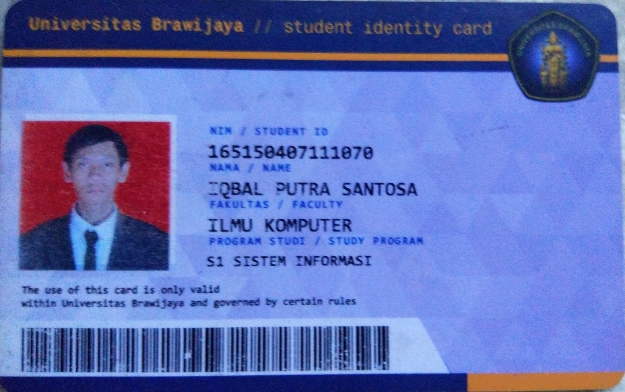 Universitas Brawijaya // student identity card
UNIVERSITAS BRAWIJAYA
NIM / STUDENT ID
165150407111070
NAMA / NAME
IQBAL PUTRA SANTOSA
FAKULTAS / FACULTY
ILMU KOMPUTER
PROGRAM STUDI / STUDY PROGRAM
S1 SISTEM INFORMASI
The use of this card is only valid
within Universitas Brawijaya and governed by certain rules